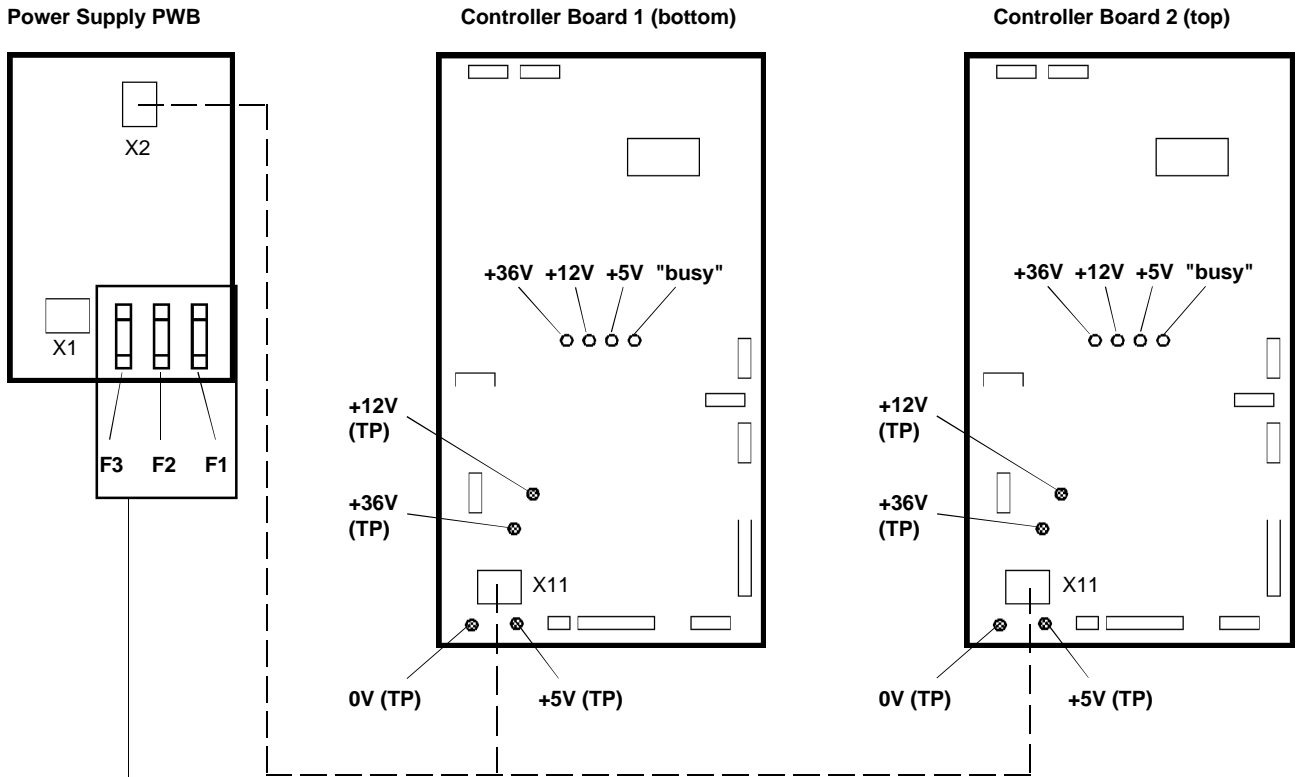 Power Supply PWB
Controller Board 1 (bottom)
Controller Board 2 (top)
X2
X1
F3 F2 F1
+36V +12V +5V "busy"
+12V
(TP)
+36V
(TP)
X11
0V (TP)
+5V (TP)
+36V +12V +5V "busy"
+12V
(TP)
+36V
(TP)
X11
0V (TP)
+5V (TP)